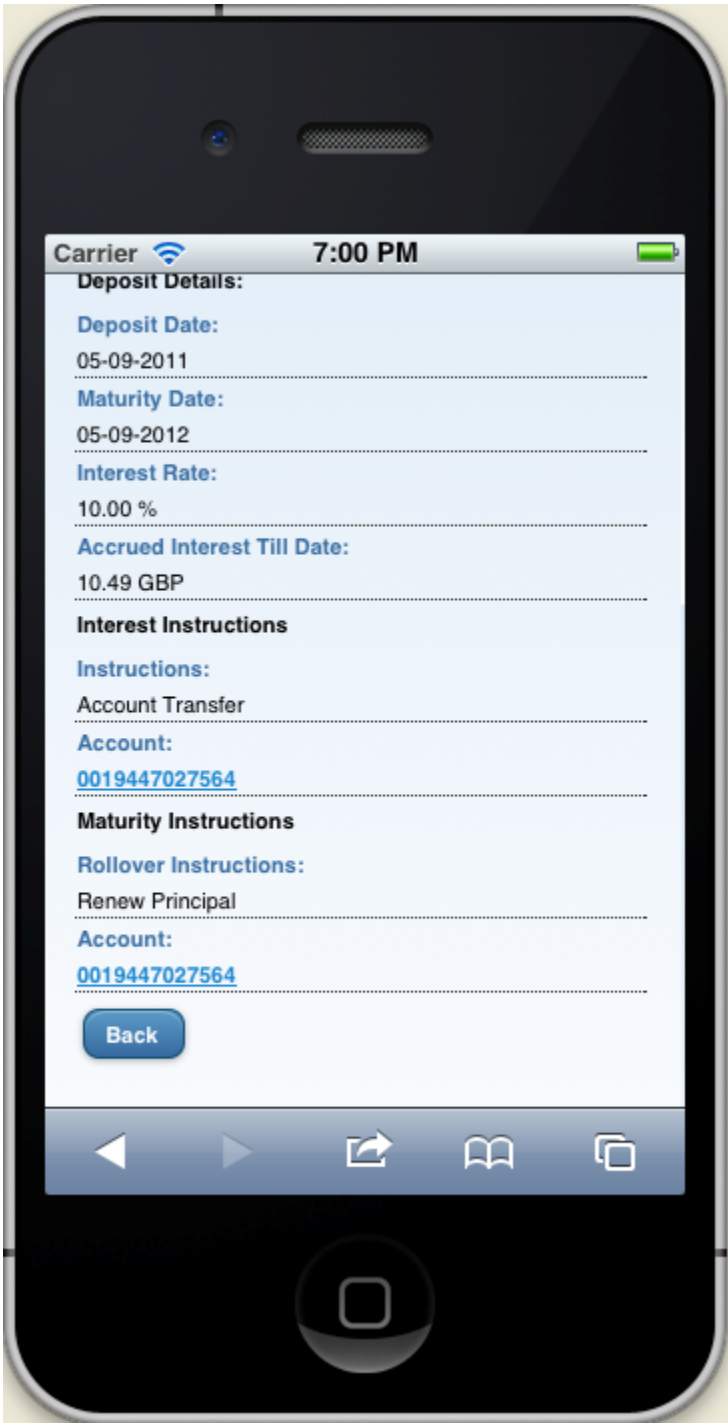 Carrier 7:00 PM
Deposit Details:
Deposit Date:
05-09-2011
Maturity Date:
05-09-2012
Interest Rate:
10.00 %
Accrued Interest Till Date:
10.49 GBP
Interest Instructions
Instructions:
Account Transfer
Account:
0019447027564
Maturity Instructions
Rollover Instructions:
Renew Principal
Account:
0019447027564
Back